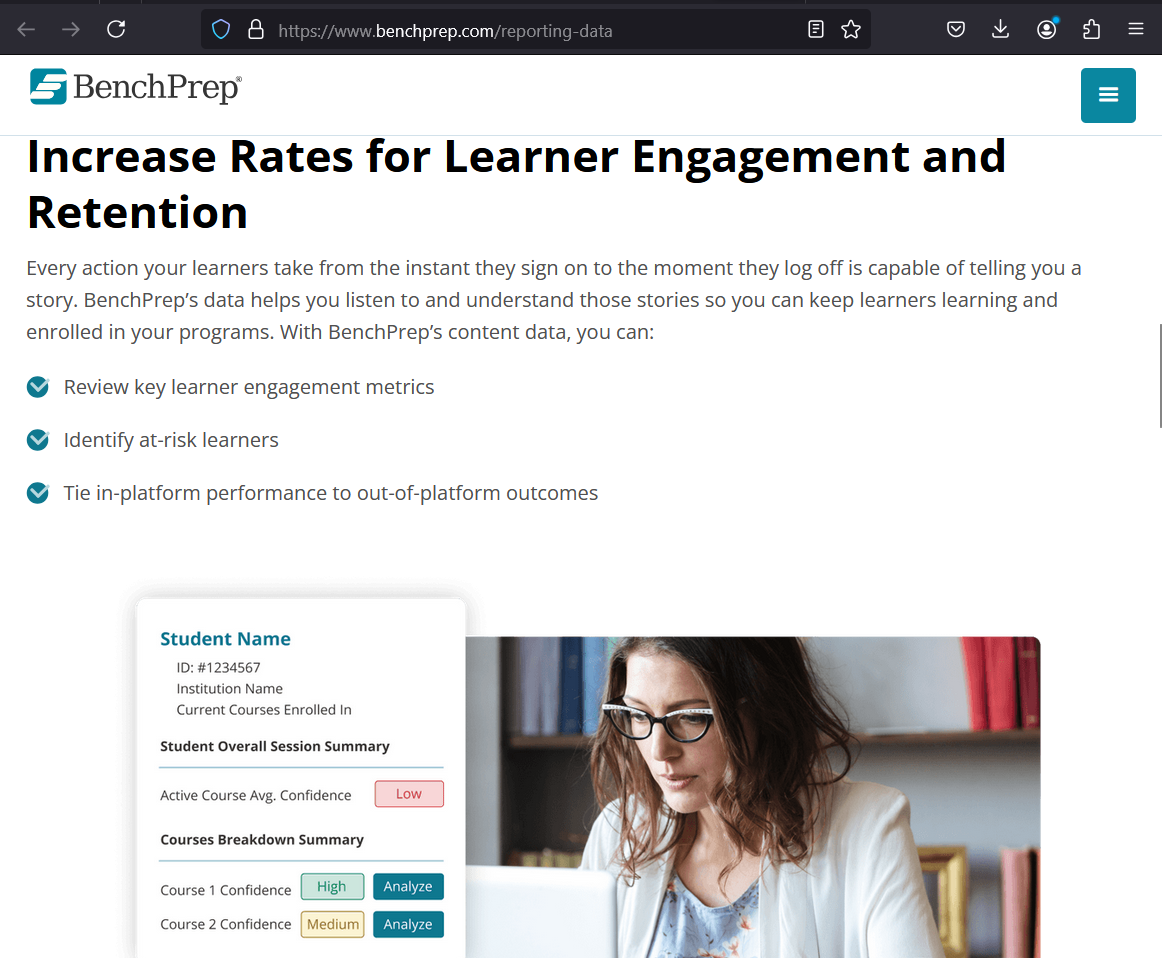 https://www.benchprep.com/reporting-data
BenchPrep®
Increase Rates for Learner Engagement and
Retention
Every action your learners take from the instant they sign on to the moment they log off is capable of telling you a
story. BenchPrep’s data helps you listen to and understand those stories so you can keep learners learning and
enrolled in your programs. With BenchPrep’s content data, you can:
Review key learner engagement metrics
Identify at-risk learners
Tie in-platform performance to out-of-platform outcomes
Student Name
ID: #1234567
Institution Name
Current Courses Enrolled In
Student Overall Session Summary
Active Course Avg. Confidence Low
Courses Breakdown Summary
Course 1 Confidence High Analyze
Course 2 Confidence Medium Analyze